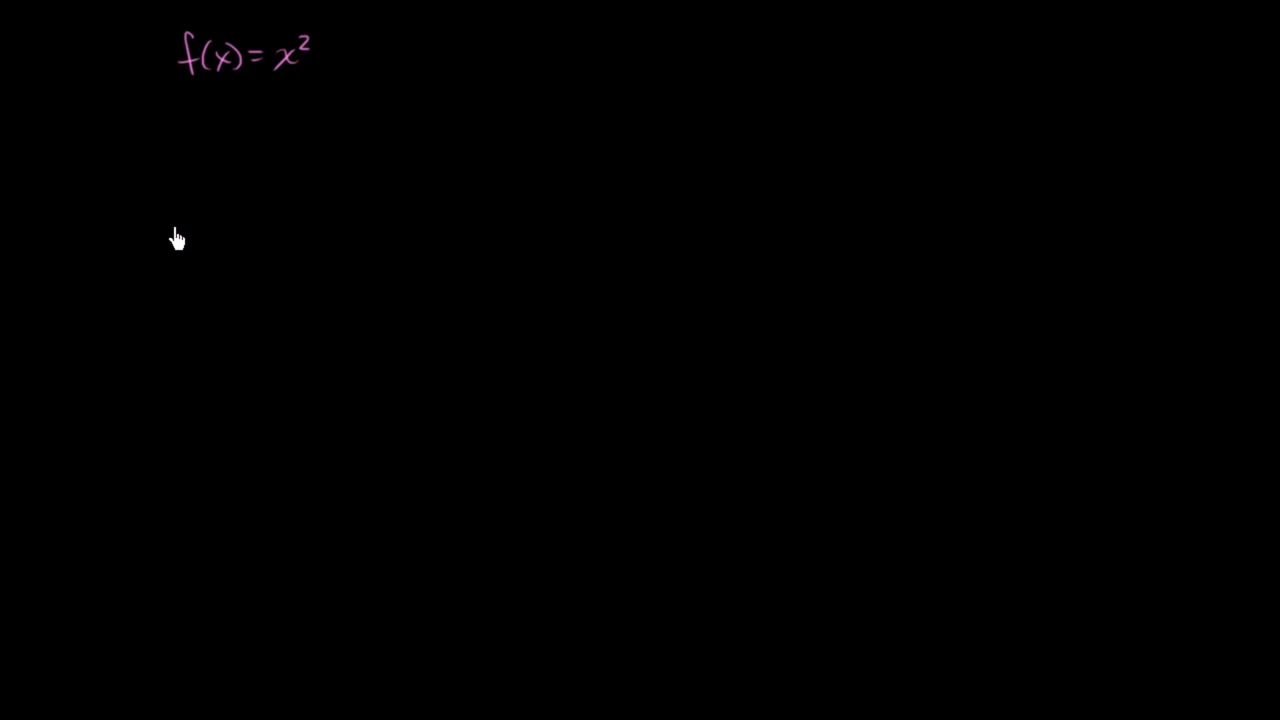 f(x) = x²